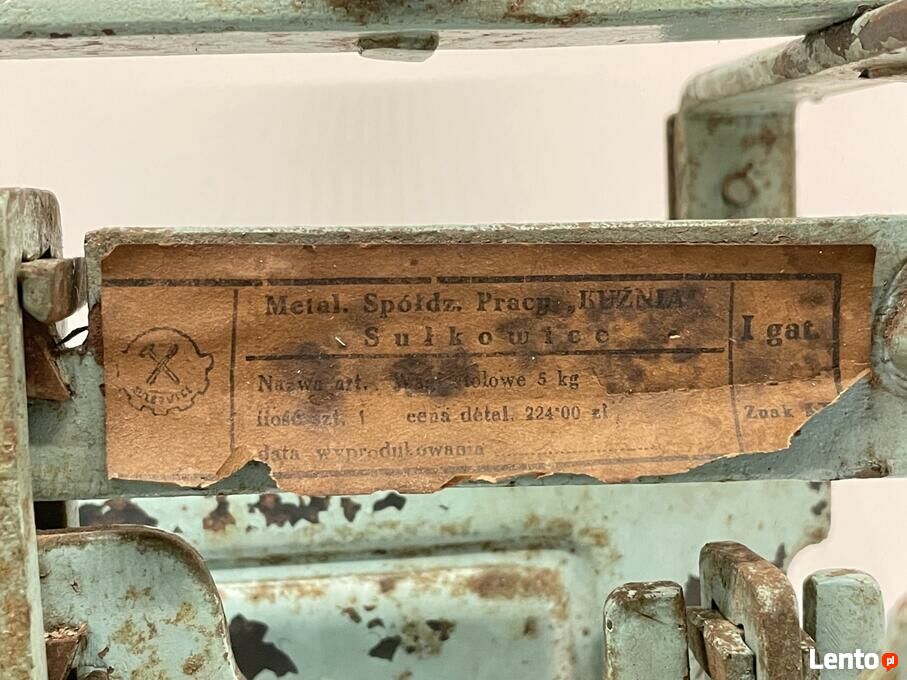 Metal. Spółdz. Pracy „KUŹNIA"
Sułkowice
I gat.
Nazwa art. Wagi stołowe 5 kg
ilość szt. 1 cena detal. 224'00 zł
Znak
data wyprodukowania
Lento.pl